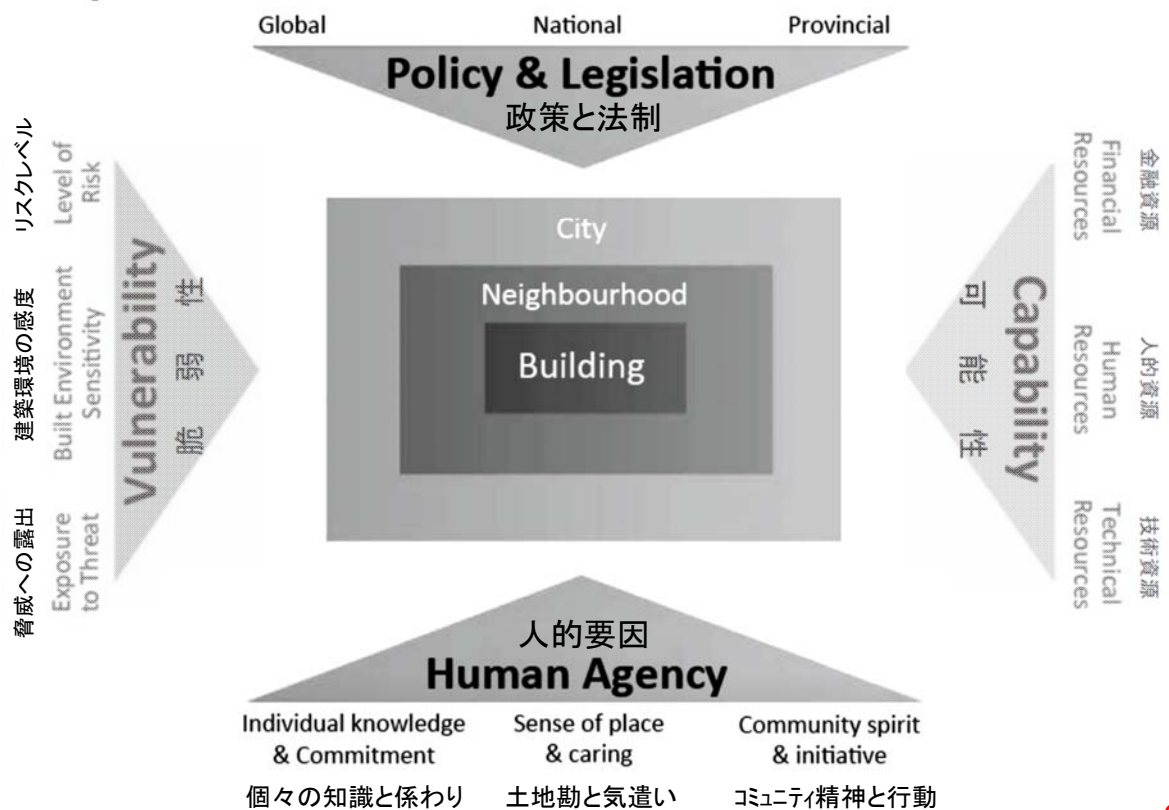 Global National Provincial
Policy & Legislation
政策と法制
リスクレベル
Level of
Risk
建築環境の感度
Built Environment
Sensitivity
脅威への露出
Exposure
to Threat
Vulnerability
脆弱性
City
Neighbourhood
Building
可能性
Capability
Financial
Resources
金融資源
Human
Resources
人的資源
Technical
Resources
技術資源
人的要因
Human Agency
Individual knowledge
& Commitment
Sense of place
& caring
Community spirit
& initiative
個々の知識と係わり
土地勘と気遣い
コミュニティ精神と行動